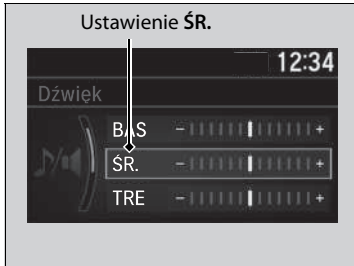 Ustawienie ŚR.
12:34
Dźwięk
BAS - +
ŚR. - +
TRE - +